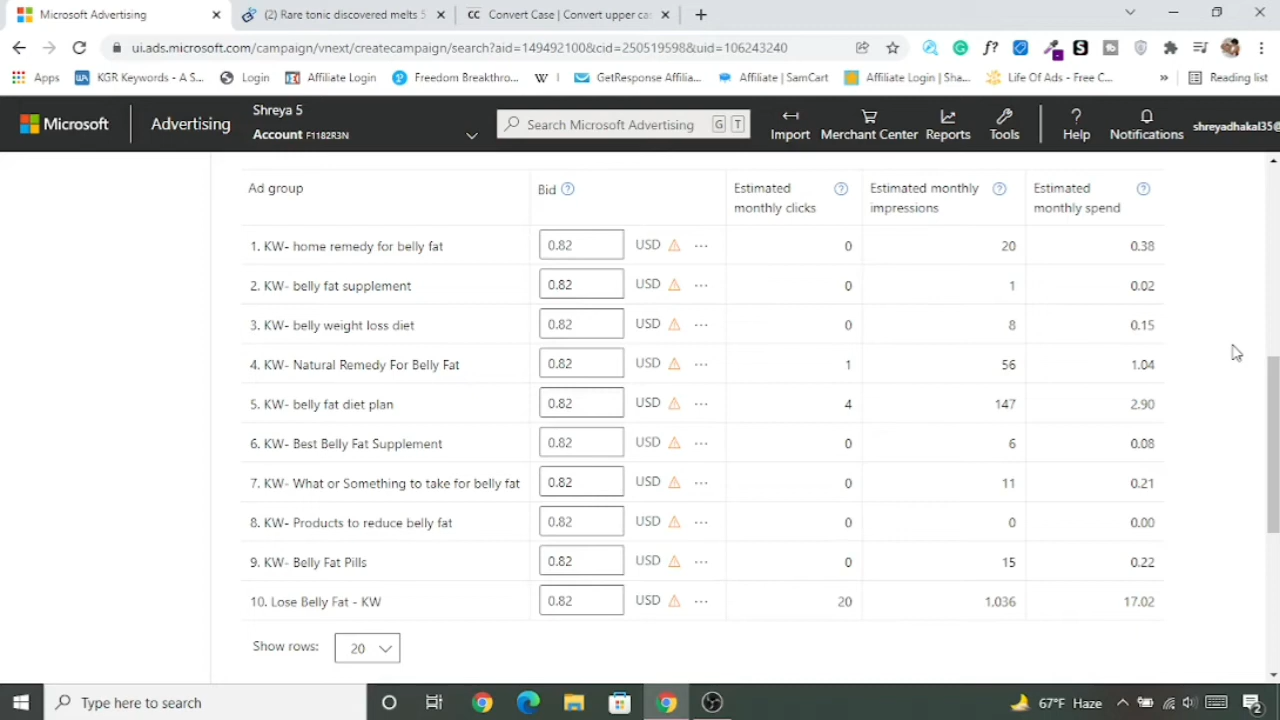 Microsoft Advertising
(2) Rare tonic discovered melts 5
CC Convert Case | Convert upper ca
ui.ads.microsoft.com/campaign/vnext/createcampaign/search?aid=149492100&cid=250519598&uid=106243240
Apps
KGR Keywords - A S...
Login
Affiliate Login
Freedom Breakthro...
W
GetResponse Affilia...
Affiliate | SamCart
Affiliate Login | Sha...
Life Of Ads - Free C...
»
Reading list
Microsoft
Advertising
Shreya 5
Account F1182R3N
Search Microsoft Advertising G T
Import
Merchant Center
Reports
Tools
Help
Notifications
shreyadhakal35@
Ad group
Bid
Estimated monthly clicks
Estimated monthly impressions
Estimated monthly spend
1. KW- home remedy for belly fat 0.82 USD ... 0 20 0.38
2. KW- belly fat supplement 0.82 USD ... 0 1 0.02
3. KW- belly weight loss diet 0.82 USD ... 0 8 0.15
4. KW- Natural Remedy For Belly Fat 0.82 USD ... 1 56 1.04
5. KW- belly fat diet plan 0.82 USD ... 4 147 2.90
6. KW- Best Belly Fat Supplement 0.82 USD ... 0 6 0.08
7. KW- What or Something to take for belly fat 0.82 USD ... 0 11 0.21
8. KW- Products to reduce belly fat 0.82 USD ... 0 0 0.00
9. KW- Belly Fat Pills 0.82 USD ... 0 15 0.22
10. Lose Belly Fat - KW 0.82 USD ... 20 1,036 17.02
Show rows: 20
Type here to search
67°F Haze
2